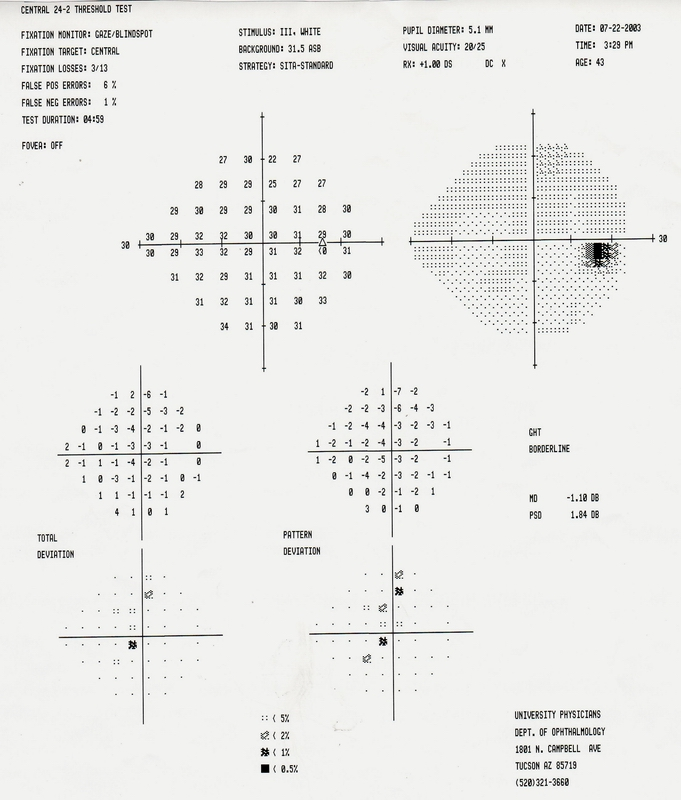 CENTRAL 24-2 THRESHOLD TEST
FIXATION MONITOR: GAZE/BLINDSPOT
FIXATION TARGET: CENTRAL
FIXATION LOSSES: 3/13
FALSE POS ERRORS: 6 %
FALSE NEG ERRORS: 1 %
TEST DURATION: 04:59
FOVEA: OFF
STIMULUS: III, WHITE
BACKGROUND: 31.5 ASB
STRATEGY: SITA-STANDARD
PUPIL DIAMETER: 5.1 MM
VISUAL ACUITY: 20/25
RX: +1.00 DS DC X
DATE: 07-22-2003
TIME: 3:29 PM
AGE: 43
27 30 22 27
28 29 29 25 27 27
29 30 29 29 30 31 28 30
30 29 32 32 30 30 31 29 30
30
30 29 33 32 29 31 32 (0 31
31 32 29 31 31 31 32 30
31 32 31 31 30 33
34 31 30 31
30
-1 2 -6 -1
-1 -2 -2 -5 -3 -2
0 -1 -3 -4 -2 -1 -2 0
2 -1 0 -1 -3 -3 -1 0
2 -1 1 -1 -4 -2 -1 0
1 0 -3 -1 -2 -1 0 -1
1 1 -1 -1 -1 2
4 1 0 1
TOTAL
DEVIATION
-2 1 -7 -2
-2 -2 -3 -6 -4 -3
-1 -2 -4 -4 -3 -2 -3 -1
1 -2 -1 -2 -4 -3 -2 -1
1 -2 0 -2 -5 -3 -2 -1
0 -1 -4 -2 -3 -2 -1 -1
0 0 -2 -1 -2 1
3 0 -1 0
PATTERN
DEVIATION
GHT
BORDERLINE
MD -1.10 DB
PSD 1.84 DB
:: < 5%
< 2%
< 1%
< 0.5%
UNIVERSITY PHYSICIANS
DEPT. OF OPHTHALMOLOGY
1801 N. CAMPBELL AVE
TUCSON AZ 85719
(520)321-3660